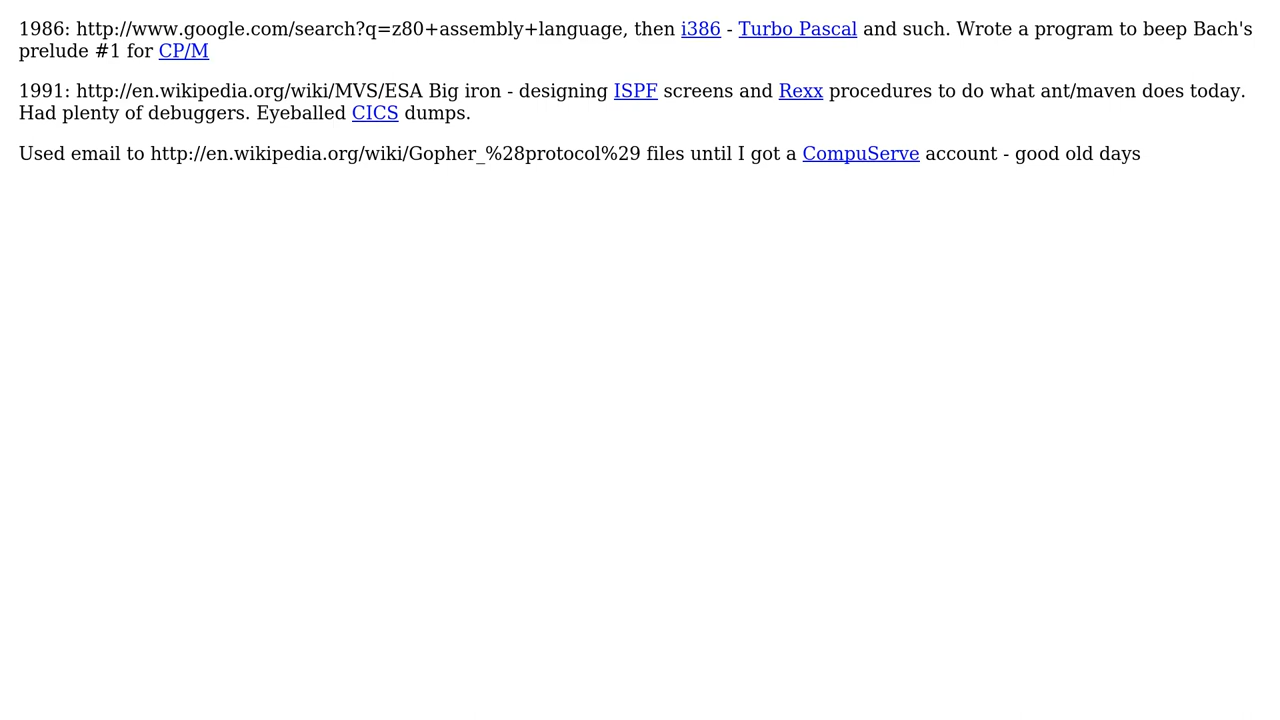 1986: http://www.google.com/search?q=z80+assembly+language, then i386 - Turbo Pascal and such. Wrote a program to beep Bach's
prelude #1 for CP/M
1991: http://en.wikipedia.org/wiki/MVS/ESA Big iron - designing ISPF screens and Rexx procedures to do what ant/maven does today.
Had plenty of debuggers. Eyeballed CICS dumps.
Used email to http://en.wikipedia.org/wiki/Gopher_%28protocol%29 files until I got a CompuServe account - good old days